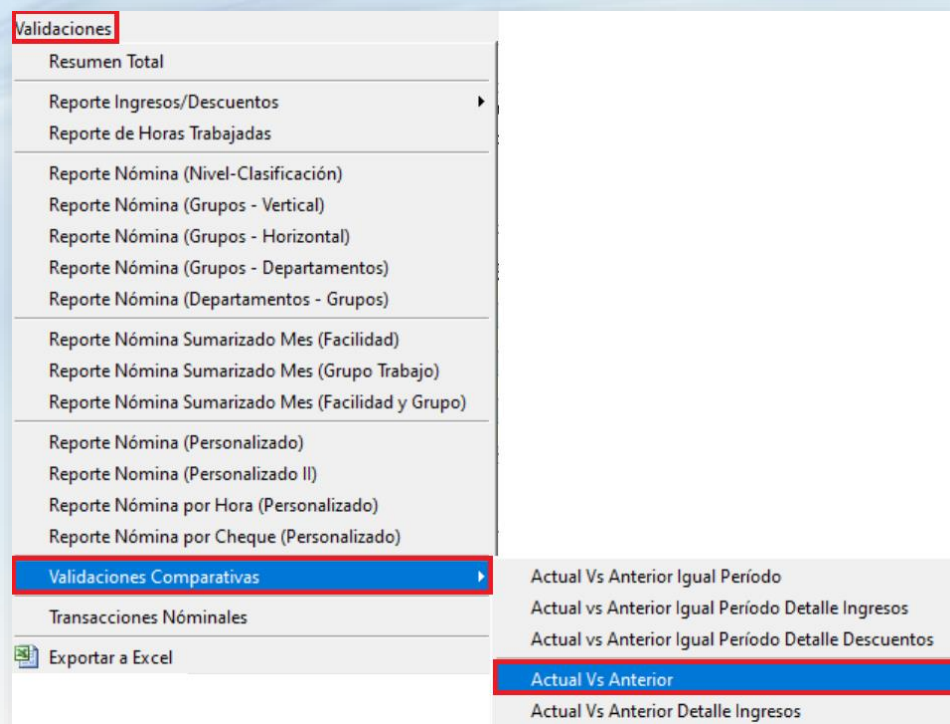 Validaciones
Resumen Total
Reporte Ingresos/Descuentos
Reporte de Horas Trabajadas
Reporte Nómina (Nivel-Clasificación)
Reporte Nómina (Grupos - Vertical)
Reporte Nómina (Grupos - Horizontal)
Reporte Nómina (Grupos - Departamentos)
Reporte Nómina (Departamentos - Grupos)
Reporte Nómina Sumarizado Mes (Facilidad)
Reporte Nómina Sumarizado Mes (Grupo Trabajo)
Reporte Nómina Sumarizado Mes (Facilidad y Grupo)
Reporte Nómina (Personalizado)
Reporte Nomina (Personalizado II)
Reporte Nómina por Hora (Personalizado)
Reporte Nómina por Cheque (Personalizado)
Validaciones Comparativas
Transacciones Nóminales
Exportar a Excel
Actual Vs Anterior Igual Período
Actual vs Anterior Igual Período Detalle Ingresos
Actual vs Anterior Igual Período Detalle Descuentos
Actual Vs Anterior
Actual Vs Anterior Detalle Ingresos